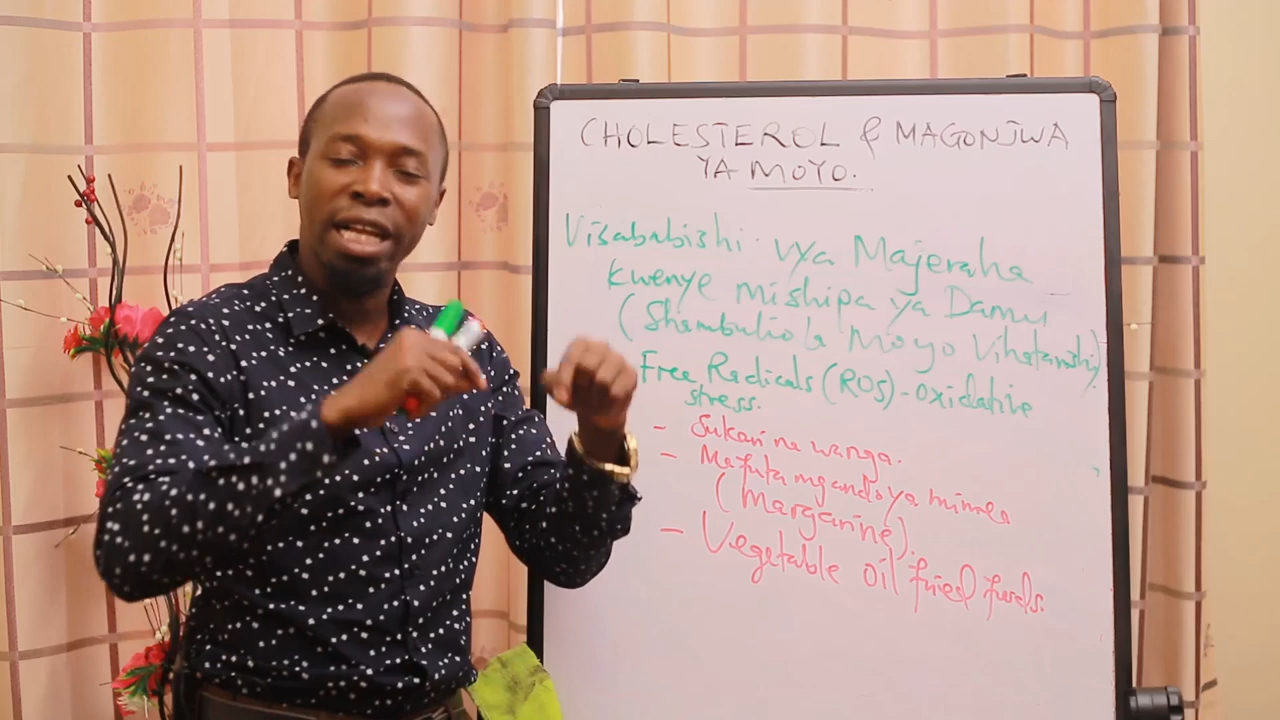 CHOLESTEROL & MAGONJWA
YA MOYO.
Visababishi vya Majeraha
Kwenye mishipa ya Damu
(Shambulio la Moyo Vihatarishi)
Free Radicals (ROS) - Oxidative
stress.
- Sukari na wanga.
- Mafuta mgando ya mimea
(Margarine).
- Vegetable oil fried foods.